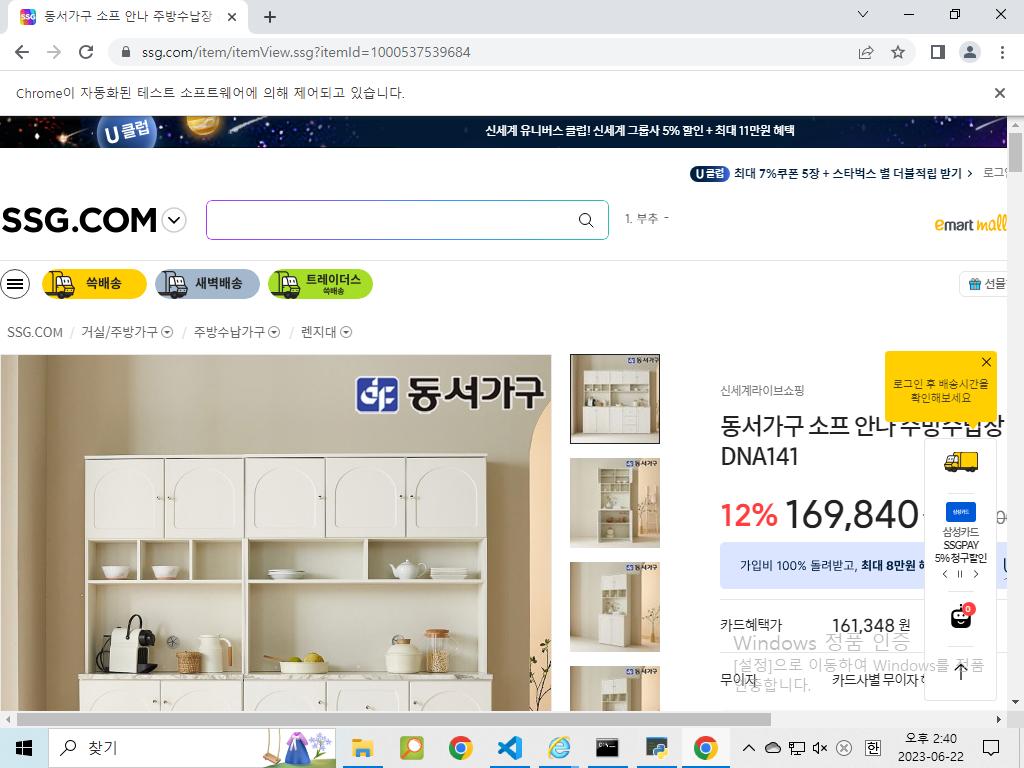 동서가구 소프 안나 주방수납장
ssg.com/item/itemView.ssg?itemId=1000537539684
Chrome이 자동화된 테스트 소프트웨어에 의해 제어되고 있습니다.
U클럽
신세계 유니버스 클럽! 신세계 그룹사 5% 할인 + 최대 11만원 혜택
U클럽 최대 7%쿠폰 5장 + 스타벅스 별 더블적립 받기 > 로그인
SSG.COM
1. 부추 -
emart mall
쓱배송
새벽배송
트레이더스
쓱배송
선물
SSG.COM / 거실/주방가구 / 주방수납가구 / 렌지대
동서가구
신세계라이브쇼핑
로그인 후 배송시간을
확인해보세요
동서가구 소프 안나 주방수납장
DNA141
12% 169,840
가입비 100% 돌려받고, 최대 8만원
삼성카드
삼성카드
SSGPAY
5% 청구할인
0
카드혜택가 161,348 원
무이자 카드사별 무이자
Windows 정품 인증
[설정]으로 이동하여 Windows를 정품
인증합니다.
찾기
한
오후 2:40
2023-06-22